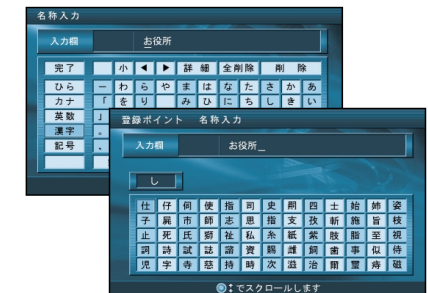 名称入力
入力欄 お役所
完了 小 ◀ ▶ 詳細 全削除 削除
ひら ー わ ら や ま は な た さ か あ
カナ 「 を り み ひ に ち し き い
英数 」
漢字 。
記号 、
登録ポイント 名称入力
入力欄 お役所_
し
仕 仔 伺 使 指 司 史 嗣 四 士 始 姉 姿
子 屍 市 師 志 思 指 支 孜 斯 施 旨 枝
止 死 氏 獅 祉 私 糸 紙 紫 肢 脂 至 視
詞 詩 試 誌 諮 資 賜 雌 飼 歯 事 似 侍
児 字 寺 慈 持 時 次 滋 治 爾 璽 痔 磁
でスクロールします